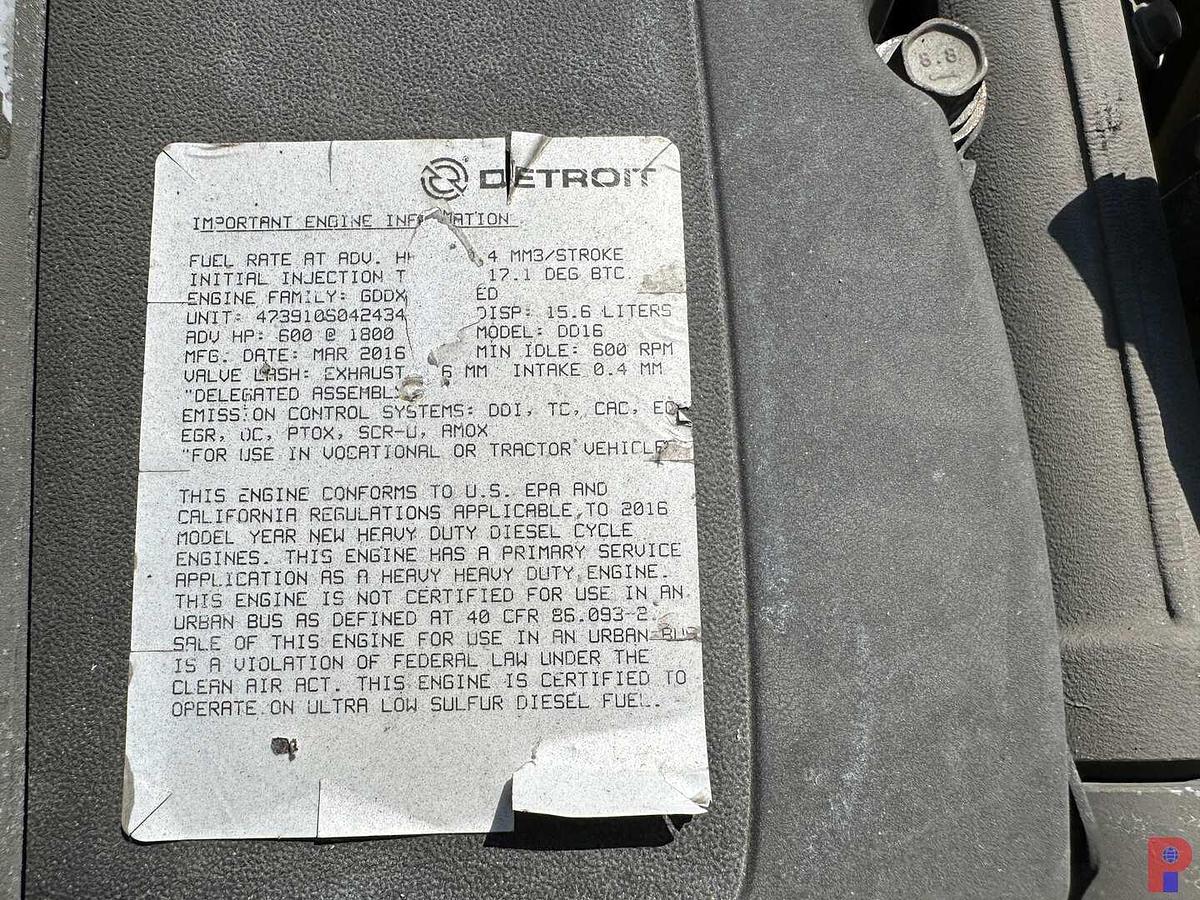 DETROIT
IMPORTANT ENGINE INFORMATION
FUEL RATE AT ADV. HP 4 MM3/STROKE
INITIAL INJECTION T 17.1 DEG BTC.
ENGINE FAMILY: GDDX ED
UNIT: 473910S042434 DISP: 15.6 LITERS
ADV HP: 600 @ 1800 MODEL: DD16
MFG. DATE: MAR 2016 MIN IDLE: 600 RPM
VALVE LASH: EXHAUST 6 MM INTAKE 0.4 MM
"DELEGATED ASSEMBL
EMISSION CONTROL SYSTEMS: DDI, TC, CAC, EC
EGR, OC, PTOX, SCR-U, AMOX
"FOR USE IN VOCATIONAL OR TRACTOR VEHICLE
THIS ENGINE CONFORMS TO U.S. EPA AND
CALIFORNIA REGULATIONS APPLICABLE TO 2016
MODEL YEAR NEW HEAVY DUTY DIESEL CYCLE
ENGINES. THIS ENGINE HAS A PRIMARY SERVICE
APPLICATION AS A HEAVY HEAVY DUTY ENGINE.
THIS ENGINE IS NOT CERTIFIED FOR USE IN AN
URBAN BUS AS DEFINED AT 40 CFR 86.093-2.
SALE OF THIS ENGINE FOR USE IN AN URBAN BUS
IS A VIOLATION OF FEDERAL LAW UNDER THE
CLEAN AIR ACT. THIS ENGINE IS CERTIFIED TO
OPERATE ON ULTRA LOW SULFUR DIESEL FUEL.
8.8